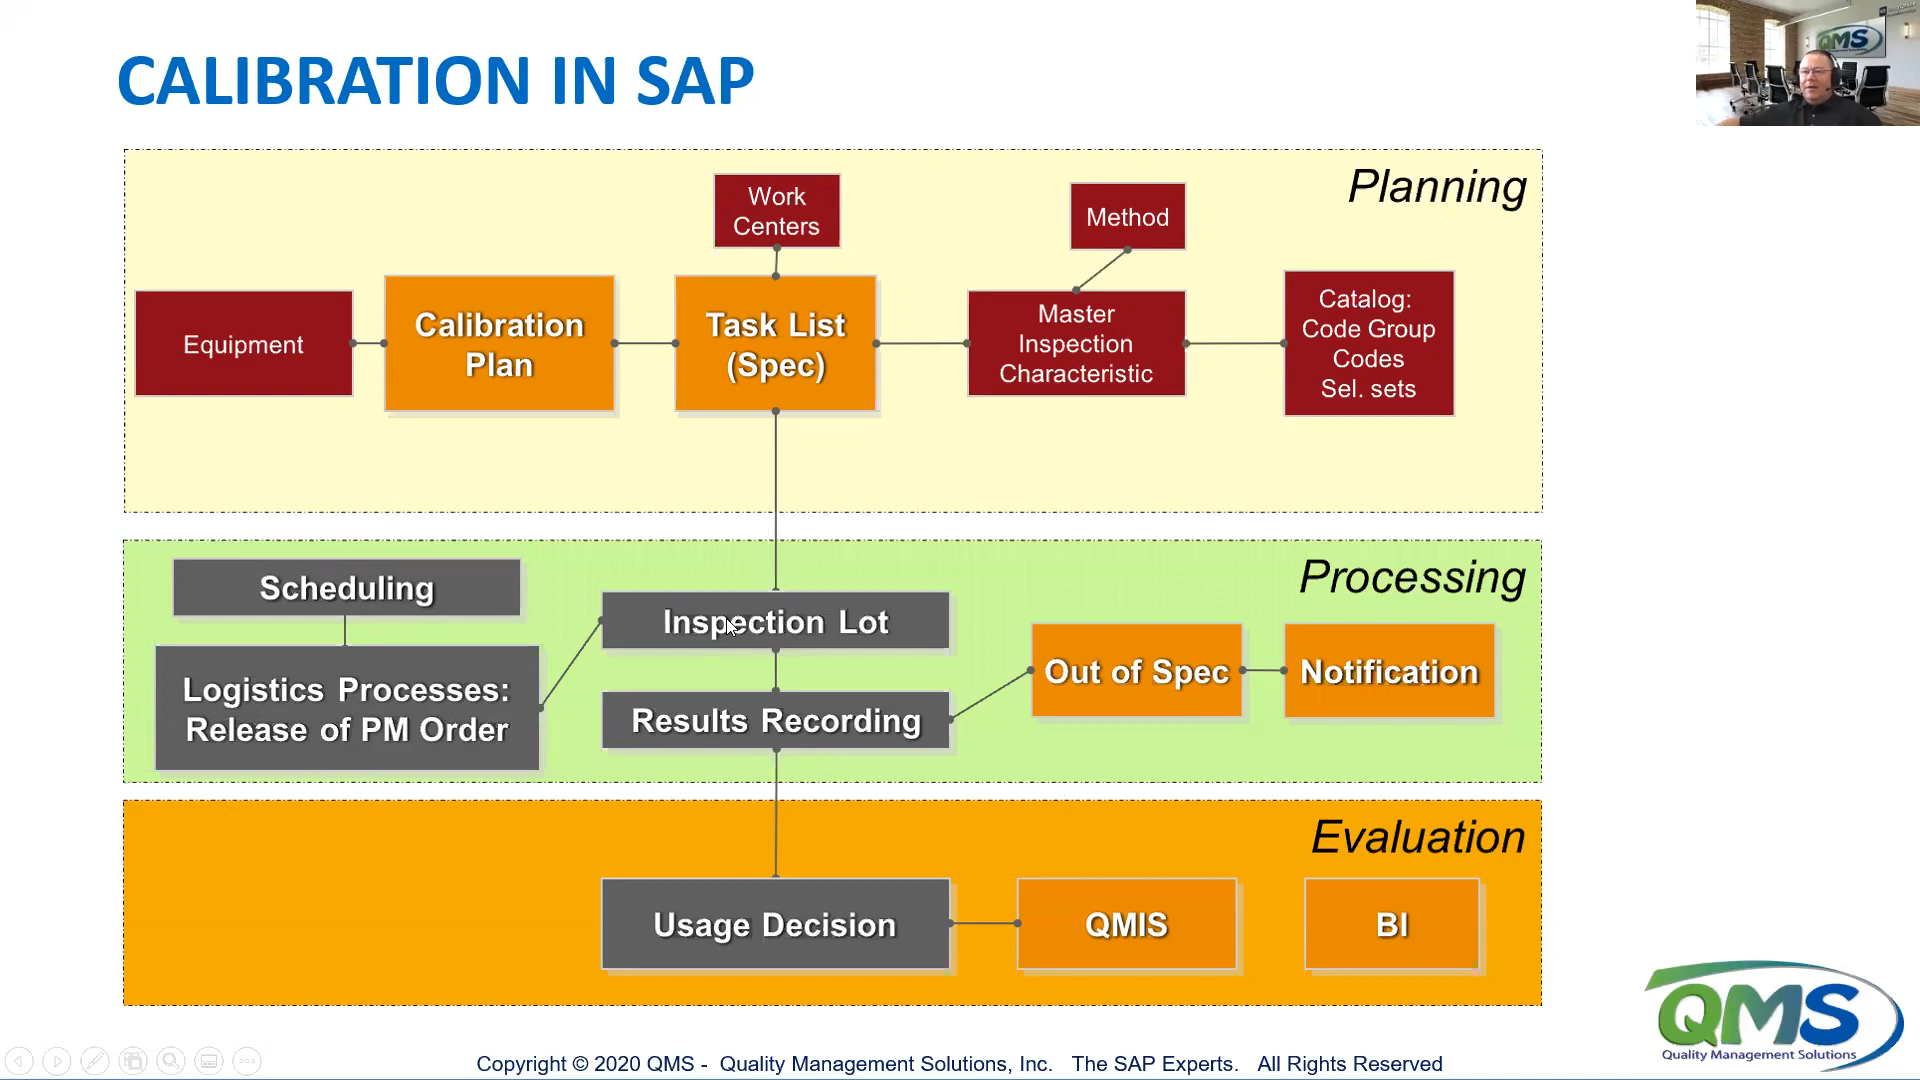 CALIBRATION IN SAP
QMS
Planning
Work
Centers
Method
Equipment
Calibration
Plan
Task List
(Spec)
Master
Inspection
Characteristic
Catalog:
Code Group
Codes
Sel. sets
Processing
Scheduling
Logistics Processes:
Release of PM Order
Inspection Lot
Results Recording
Out of Spec
Notification
Evaluation
Usage Decision
QMIS
BI
QMS
Quality Management Solutions
Copyright © 2020 QMS - Quality Management Solutions, Inc. The SAP Experts. All Rights Reserved